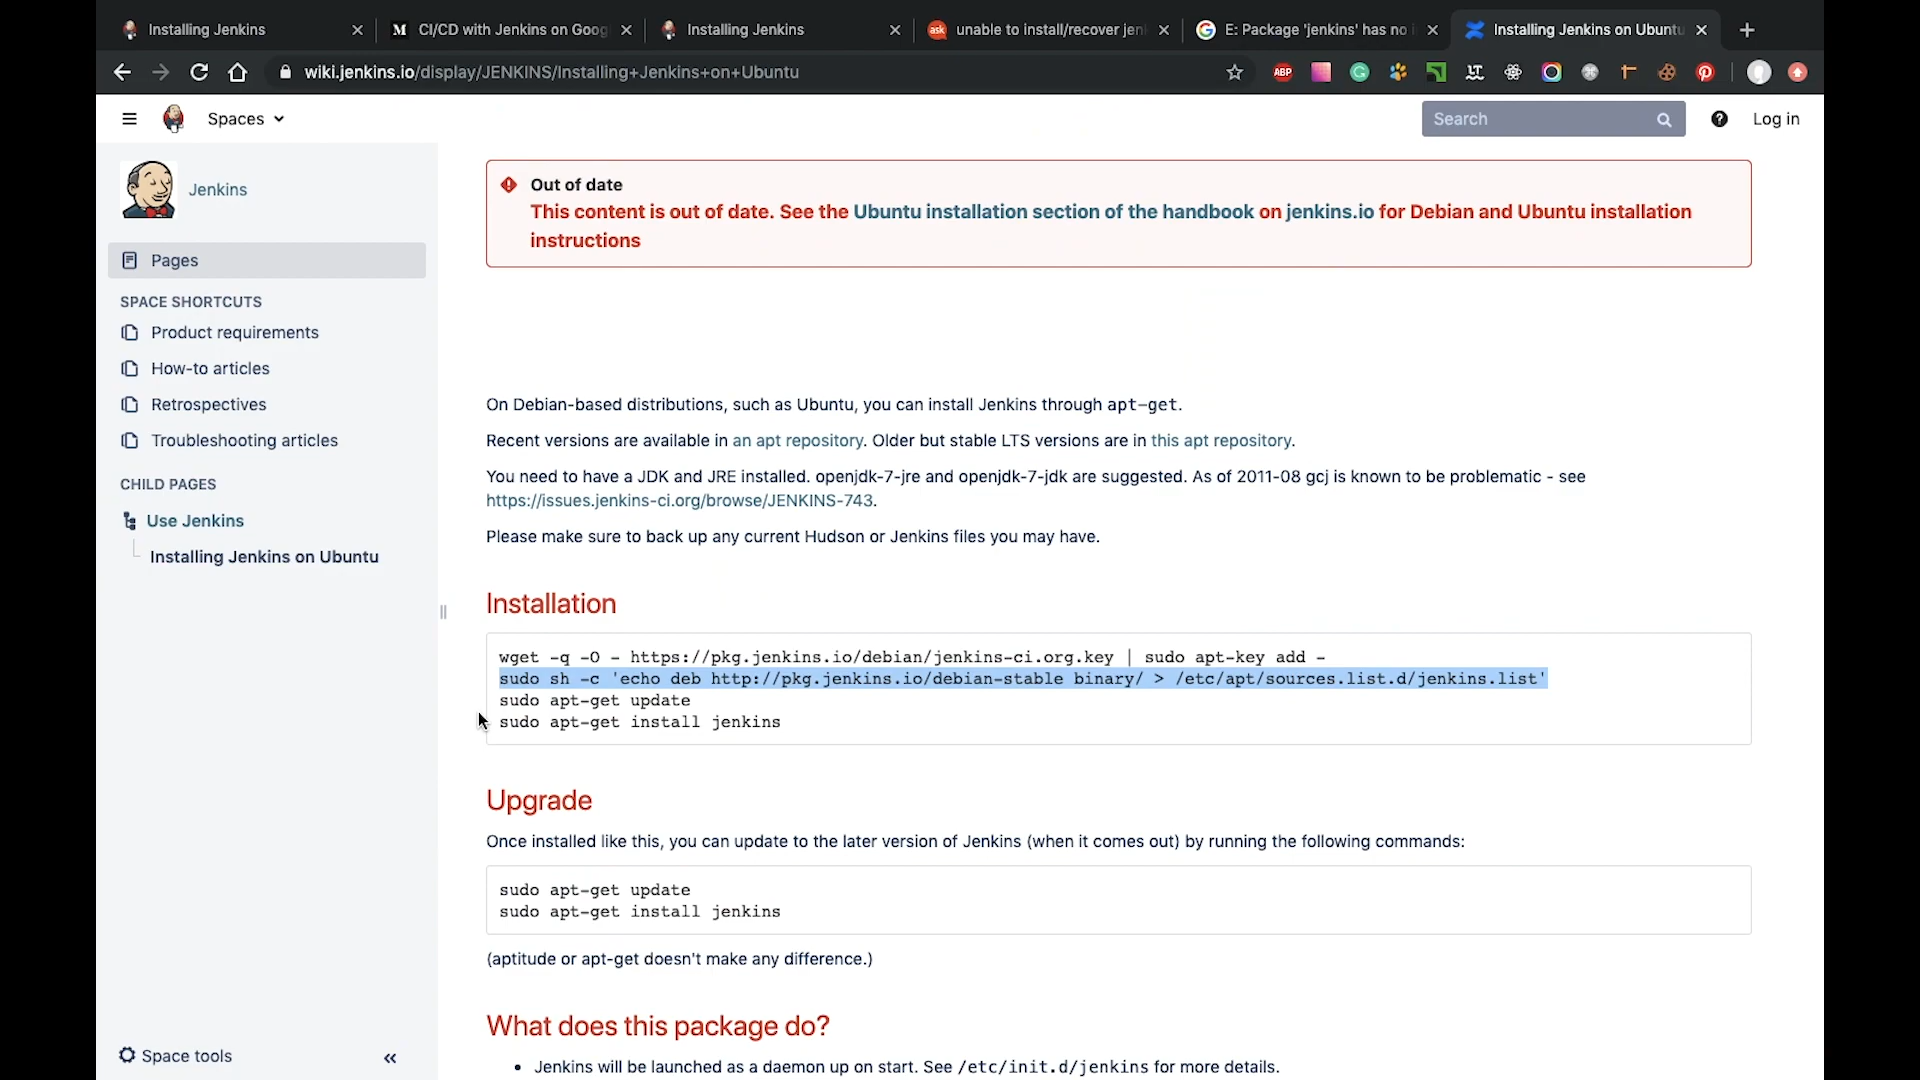 Installing Jenkins
CI/CD with Jenkins on Goog
Installing Jenkins
unable to install/recover jen
E: Package 'jenkins' has no i
Installing Jenkins on Ubuntu
wiki.jenkins.io/display/JENKINS/Installing+Jenkins+on+Ubuntu
ABP
Spaces
Search
Log in
Jenkins
Pages
SPACE SHORTCUTS
Product requirements
How-to articles
Retrospectives
Troubleshooting articles
CHILD PAGES
Use Jenkins
Installing Jenkins on Ubuntu
Space tools
Out of date
This content is out of date. See the Ubuntu installation section of the handbook on jenkins.io for Debian and Ubuntu installation
instructions
On Debian-based distributions, such as Ubuntu, you can install Jenkins through apt-get.
Recent versions are available in an apt repository. Older but stable LTS versions are in this apt repository.
You need to have a JDK and JRE installed. openjdk-7-jre and openjdk-7-jdk are suggested. As of 2011-08 gcj is known to be problematic - see
https://issues.jenkins-ci.org/browse/JENKINS-743.
Please make sure to back up any current Hudson or Jenkins files you may have.
Installation
wget -q -O - https://pkg.jenkins.io/debian/jenkins-ci.org.key | sudo apt-key add -
sudo sh -c 'echo deb http://pkg.jenkins.io/debian-stable binary/ > /etc/apt/sources.list.d/jenkins.list'
sudo apt-get update
sudo apt-get install jenkins
Upgrade
Once installed like this, you can update to the later version of Jenkins (when it comes out) by running the following commands:
sudo apt-get update
sudo apt-get install jenkins
(aptitude or apt-get doesn't make any difference.)
What does this package do?
• Jenkins will be launched as a daemon up on start. See /etc/init.d/jenkins for more details.